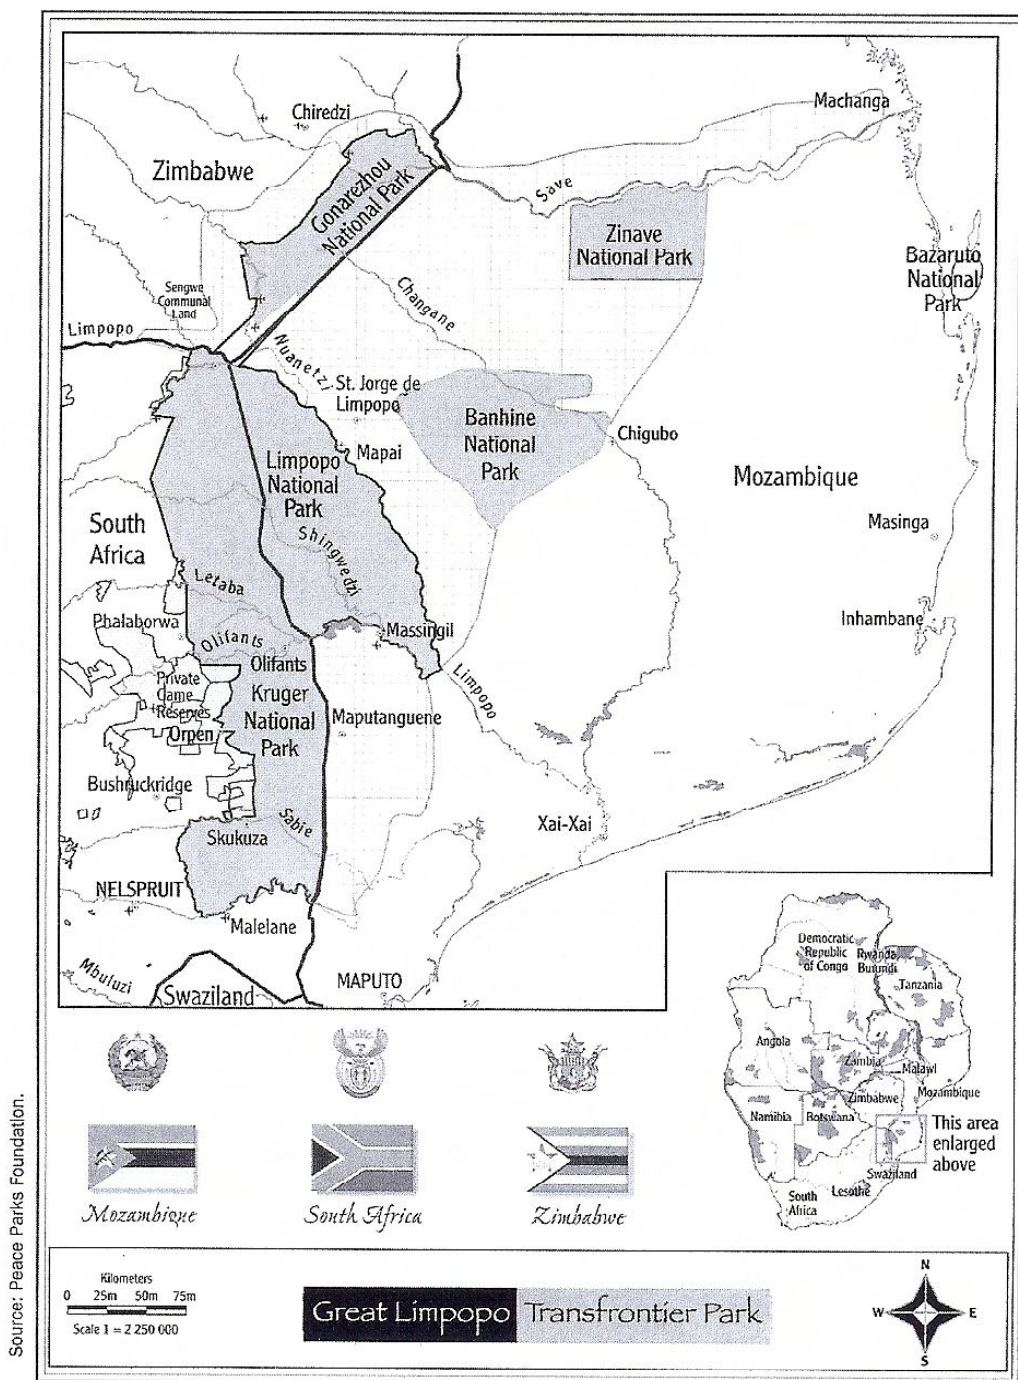 Machanga
Chiredzi
Zimbabwe
Gonarezhou
National Park
Save
Zinave
National Park
Bazaruto
National
Park
Sengwe
Communal
Land
Changane
Limpopo
Nuanetzi
St. Jorge de
Limpopo
Banhine
National
Park
Chigubo
Mapai
Limpopo
National
Park
Mozambique
South
Africa
Shingwedzi
Masinga
Letaba
Phalaborwa
Olifants
Massingil
Inhambane
Olifants
Private
Game
Reserves
Orpen
Kruger
National
Park
Limpopo
Maputanguene
Bushruckridge
Sabie
Skukuza
Xai-Xai
NELSPRUIT
Malelane
Mbuluzi
Swaziland
MAPUTO
Democratic
Republic
of Congo
Rwanda
Burundi
Tanzania
Angola
Zambia
Malawi
Mozambique
Zimbabwe
Namibia
Botswana
This area
enlarged
above
Swaziland
Lesotho
South
Africa
Mozambique
South Africa
Zimbabwe
Source: Peace Parks Foundation.
Kilometers
0 25m 50m 75m
Scale 1 = 2 250 000
Great Limpopo Transfrontier Park
N
W E
S